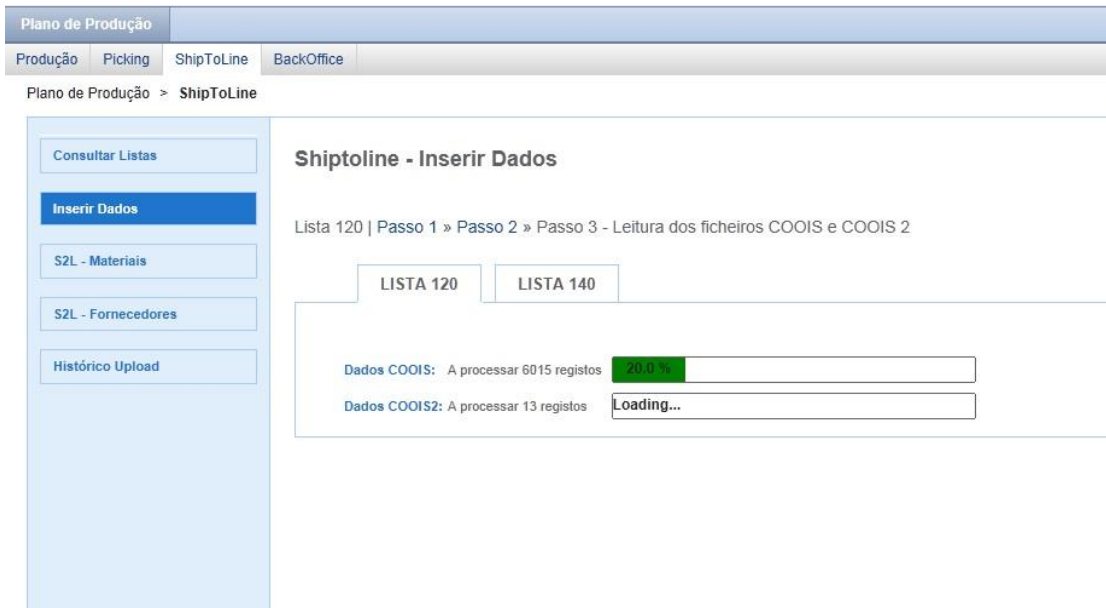 Plano de Produção
Produção Picking ShipToLine BackOffice
Plano de Produção > ShipToLine
Consultar Listas
Inserir Dados
S2L - Materiais
S2L - Fornecedores
Histórico Upload
Shiptoline - Inserir Dados
Lista 120 | Passo 1 » Passo 2 » Passo 3 - Leitura dos ficheiros COOIS e COOIS 2
LISTA 120 LISTA 140
Dados COOIS: A processar 6015 registos 20.0 %
Dados COOIS2: A processar 13 registos Loading...